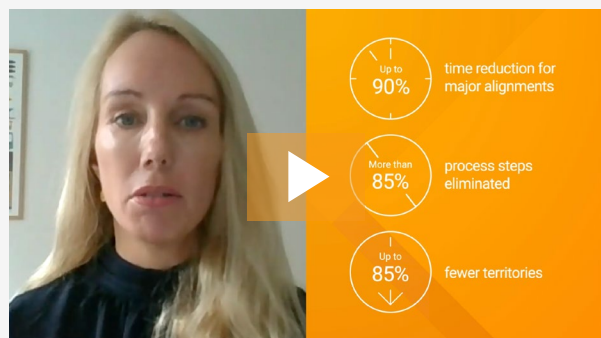 Up to
90%
time reduction for
major alignments
More than
85%
process steps
eliminated
Up to
85%
fewer territories